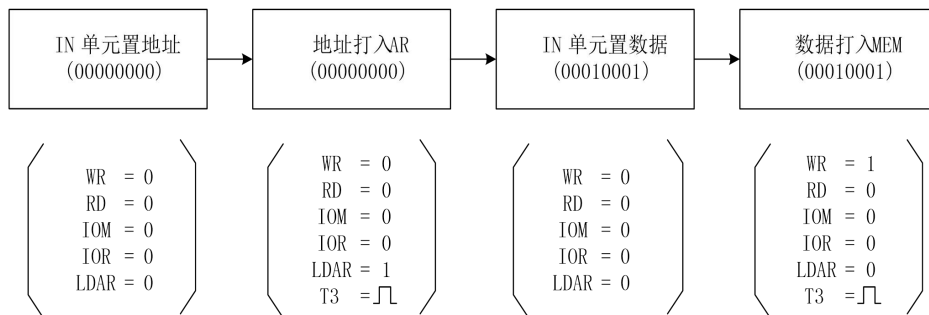 IN 单元置地址
(00000000)
地址打入AR
(00000000)
IN 单元置数据
(00010001)
数据打入MEM
(00010001)
WR = 0
RD = 0
IOM = 0
IOR = 0
LDAR = 0
WR = 0
RD = 0
IOM = 0
IOR = 0
LDAR = 1
T3 =
WR = 0
RD = 0
IOM = 0
IOR = 0
LDAR = 0
WR = 1
RD = 0
IOM = 0
IOR = 0
LDAR = 0
T3 =